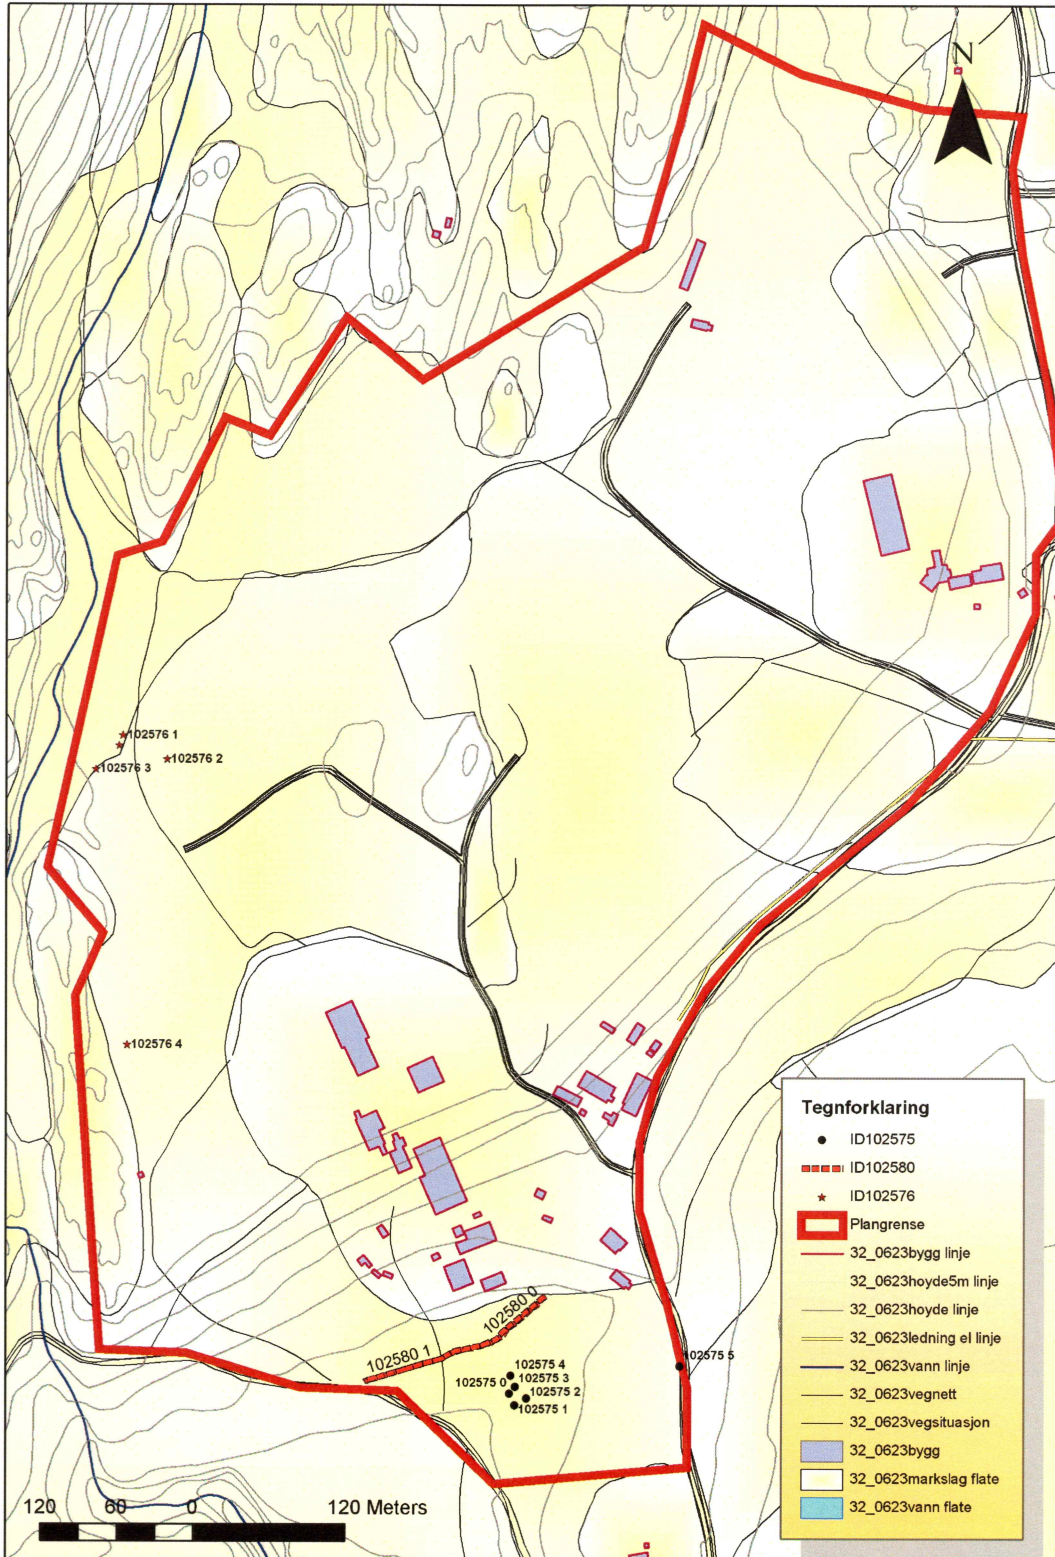 N
102576 1
102576 3
102576 2
102576 4
102580 0
102580 1
102575 5
102575 4
102575 0
102575 3
102575 2
102575 1
Tegnforklaring
ID102575
ID102580
ID102576
Plangrense
32_0623bygg linje
32_0623hoyde5m linje
32_0623hoyde linje
32_0623ledning el linje
32_0623vann linje
32_0623vegnett
32_0623vegsituasjon
32_0623bygg
32_0623markslag flate
32_0623vann flate
120 60 0 120 Meters